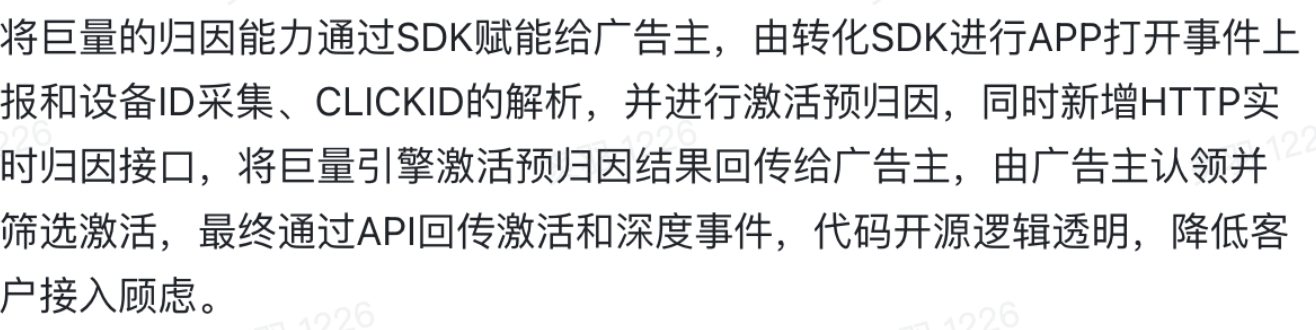 将巨量的归因能力通过SDK赋能给广告主，由转化SDK进行APP打开事件上
报和设备ID采集、CLICKID的解析，并进行激活预归因，同时新增HTTP实
时归因接口，将巨量引擎激活预归因结果回传给广告主，由广告主认领并
筛选激活，最终通过API回传激活和深度事件，代码开源逻辑透明，降低客
户接入顾虑。